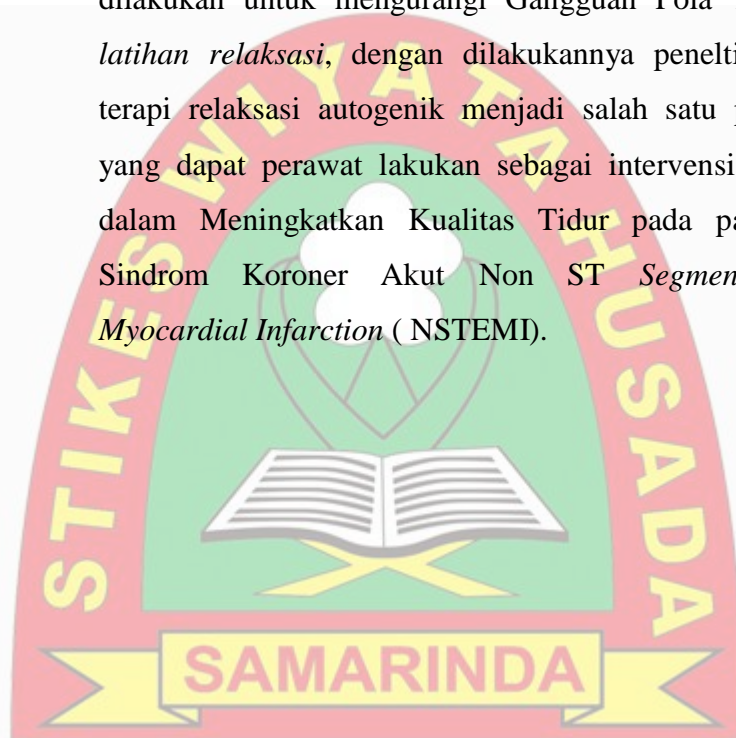 dilakukan untuk mengurangi Gangguan Pola
latihan relaksasi, dengan dilakukannya penelti
terapi relaksasi autogenik menjadi salah satu p
yang dapat perawat lakukan sebagai intervensi
dalam Meningkatkan Kualitas Tidur pada pa
Sindrom Koroner Akut Non ST Segmen
Myocardial Infarction ( NSTEMI).
STIKES WIYATA HUSADA
SAMARINDA